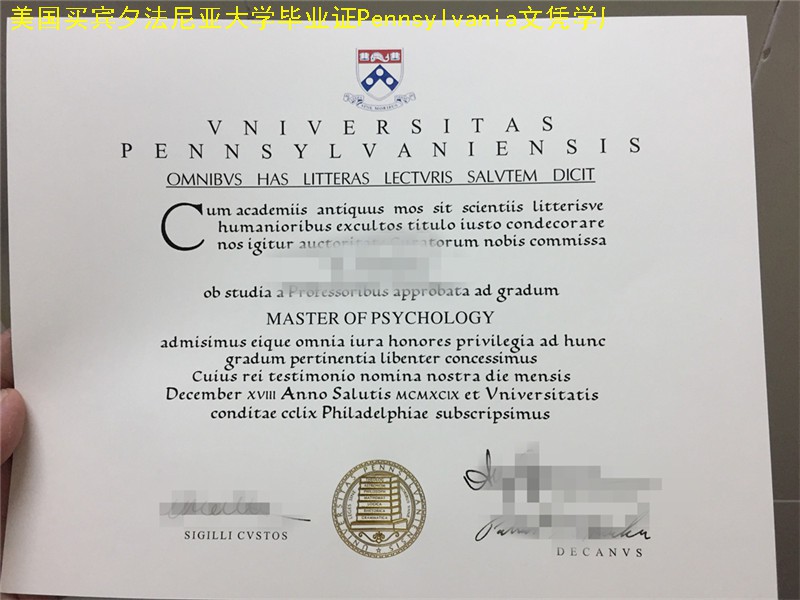 美国买宾夕法尼亚大学毕业证Pennsylvania文凭学
VNIVERSITAS
PENNSYLVANIENSIS
OMNIBVS HAS LITTERAS LECTVRIS SALVTEM DICIT
Cum academiis antiquus mos sit scientiis litterisve
humanioribus excultos titulo iusto condecorare
nos igitur auctoritate Curatorum nobis commissa
ob studia a Professoribus approbata ad gradum
MASTER OF PSYCHOLOGY
admisimus eique omnia iura honores privilegia ad hunc
gradum pertinentia libenter concessimus
Cuius rei testimonio nomina nostra die mensis
December XVIII Anno Salutis MCMXCIX et Vniversitatis
conditae cclix Philadelphiae subscripsimus
SIGILLI CVSTOS
DECANVS